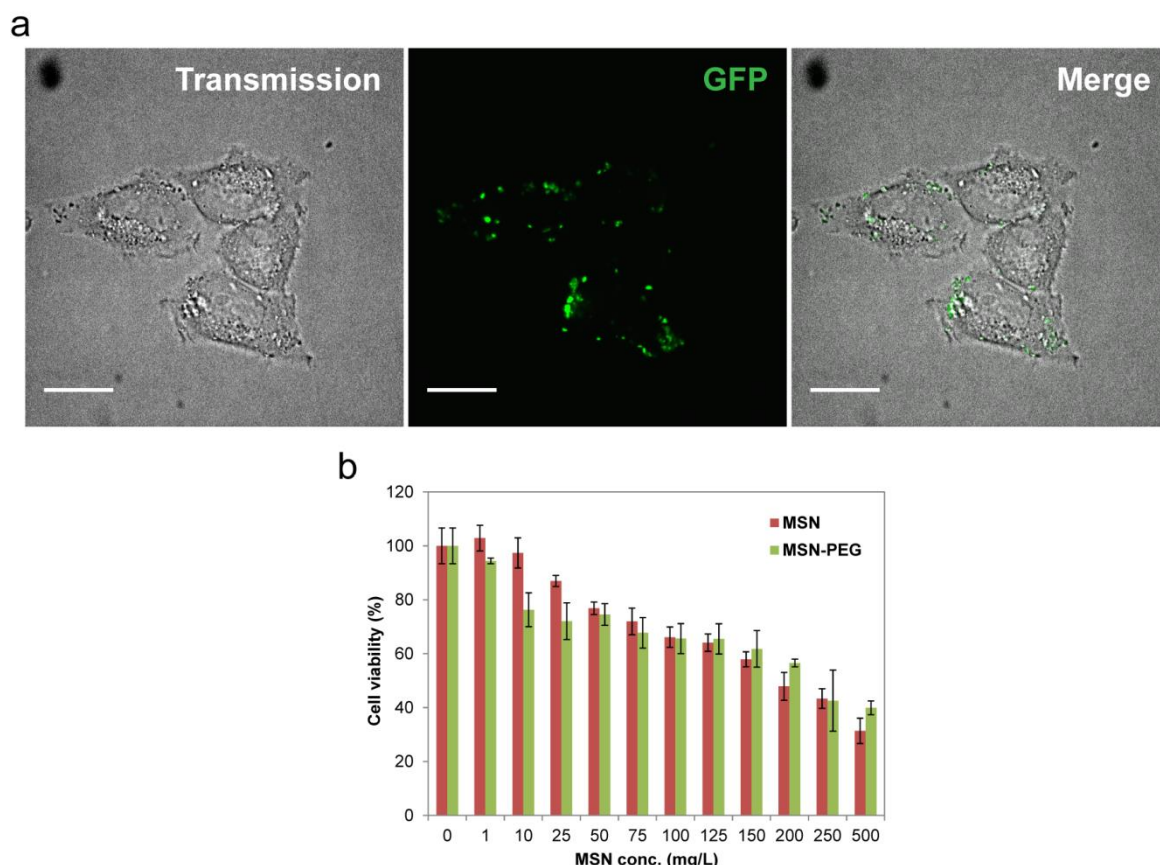 a
Transmission
GFP
Merge
b
120
100
80
60
40
20
0
Cell viability (%)
MSN
MSN-PEG
0 1 10 25 50 75 100 125 150 200 250 500
MSN conc. (mg/L)